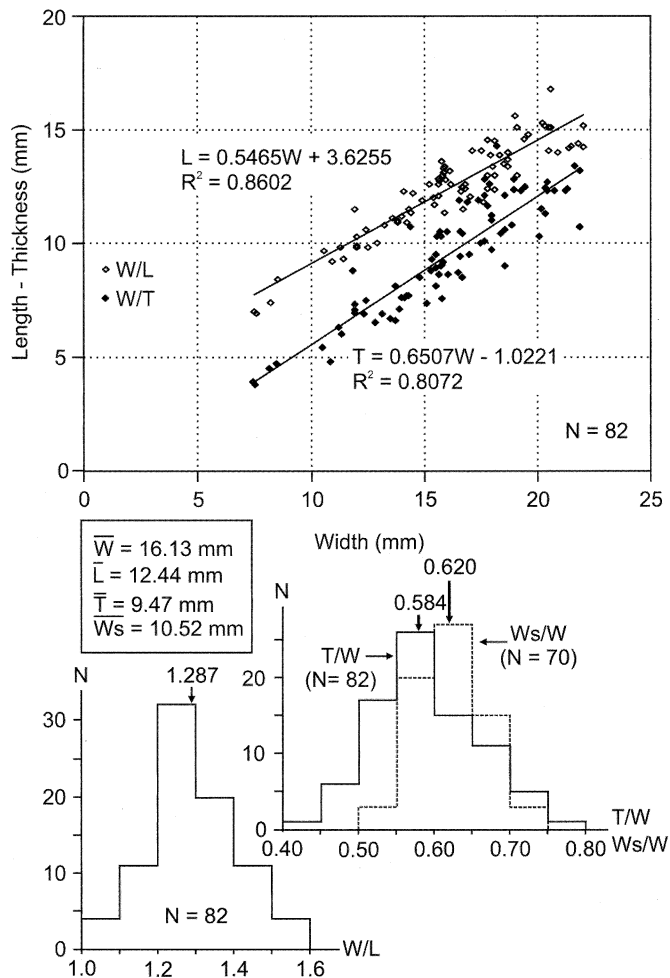 20
15
10
5
0
Length - Thickness (mm)
L = 0.5465W + 3.6255
R² = 0.8602
W/L
W/T
T = 0.6507W - 1.0221
R² = 0.8072
N = 82
0 5 10 15 20 25
Width (mm)
W̅ = 16.13 mm
L̅ = 12.44 mm
T̅ = 9.47 mm
W̅s̅ = 10.52 mm
N
1.287
30
20
10
0
N = 82
1.0 1.2 1.4 1.6
W/L
N
0.620
0.584
T/W
(N= 82)
Ws/W
(N = 70)
20
10
0
0.40 0.50 0.60 0.70 0.80
T/W
Ws/W